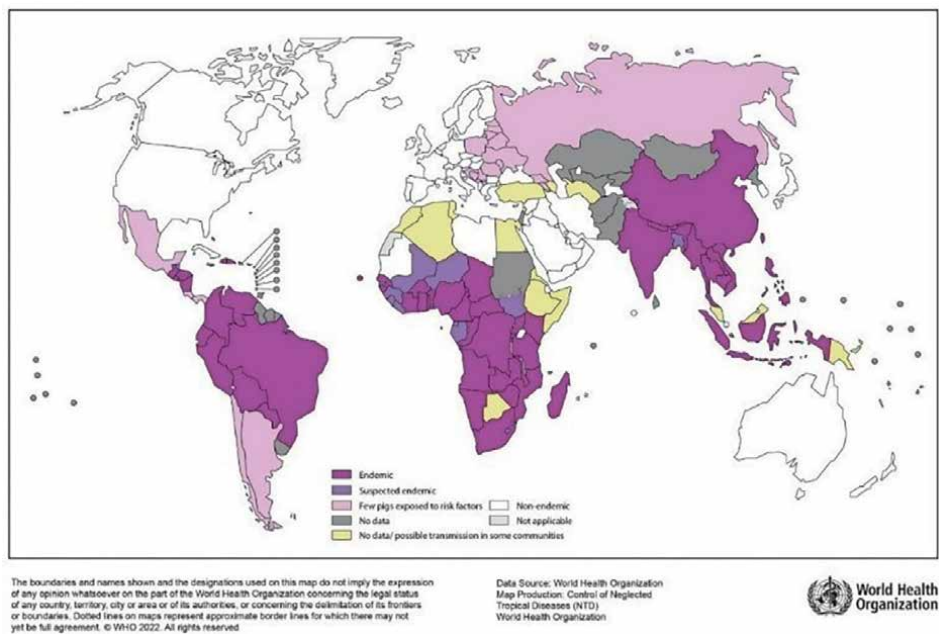 Endemic
Suspected endemic
Few pigs exposed to risk factors
No data
No data/ possible transmission in some communities
Non-endemic
Not applicable
The boundaries and names shown and the designations used on this map do not imply the expression
of any opinion whatsoever on the part of the World Health Organization concerning the legal status
of any country, territory, city or area or of its authorities, or concerning the delimitation of its frontiers
or boundaries. Dotted lines on maps represent approximate border lines for which there may not
yet be full agreement. © WHO 2022. All rights reserved
Data Source: World Health Organization
Map Production: Control of Neglected
Tropical Diseases (NTD)
World Health Organization
World Health
Organization